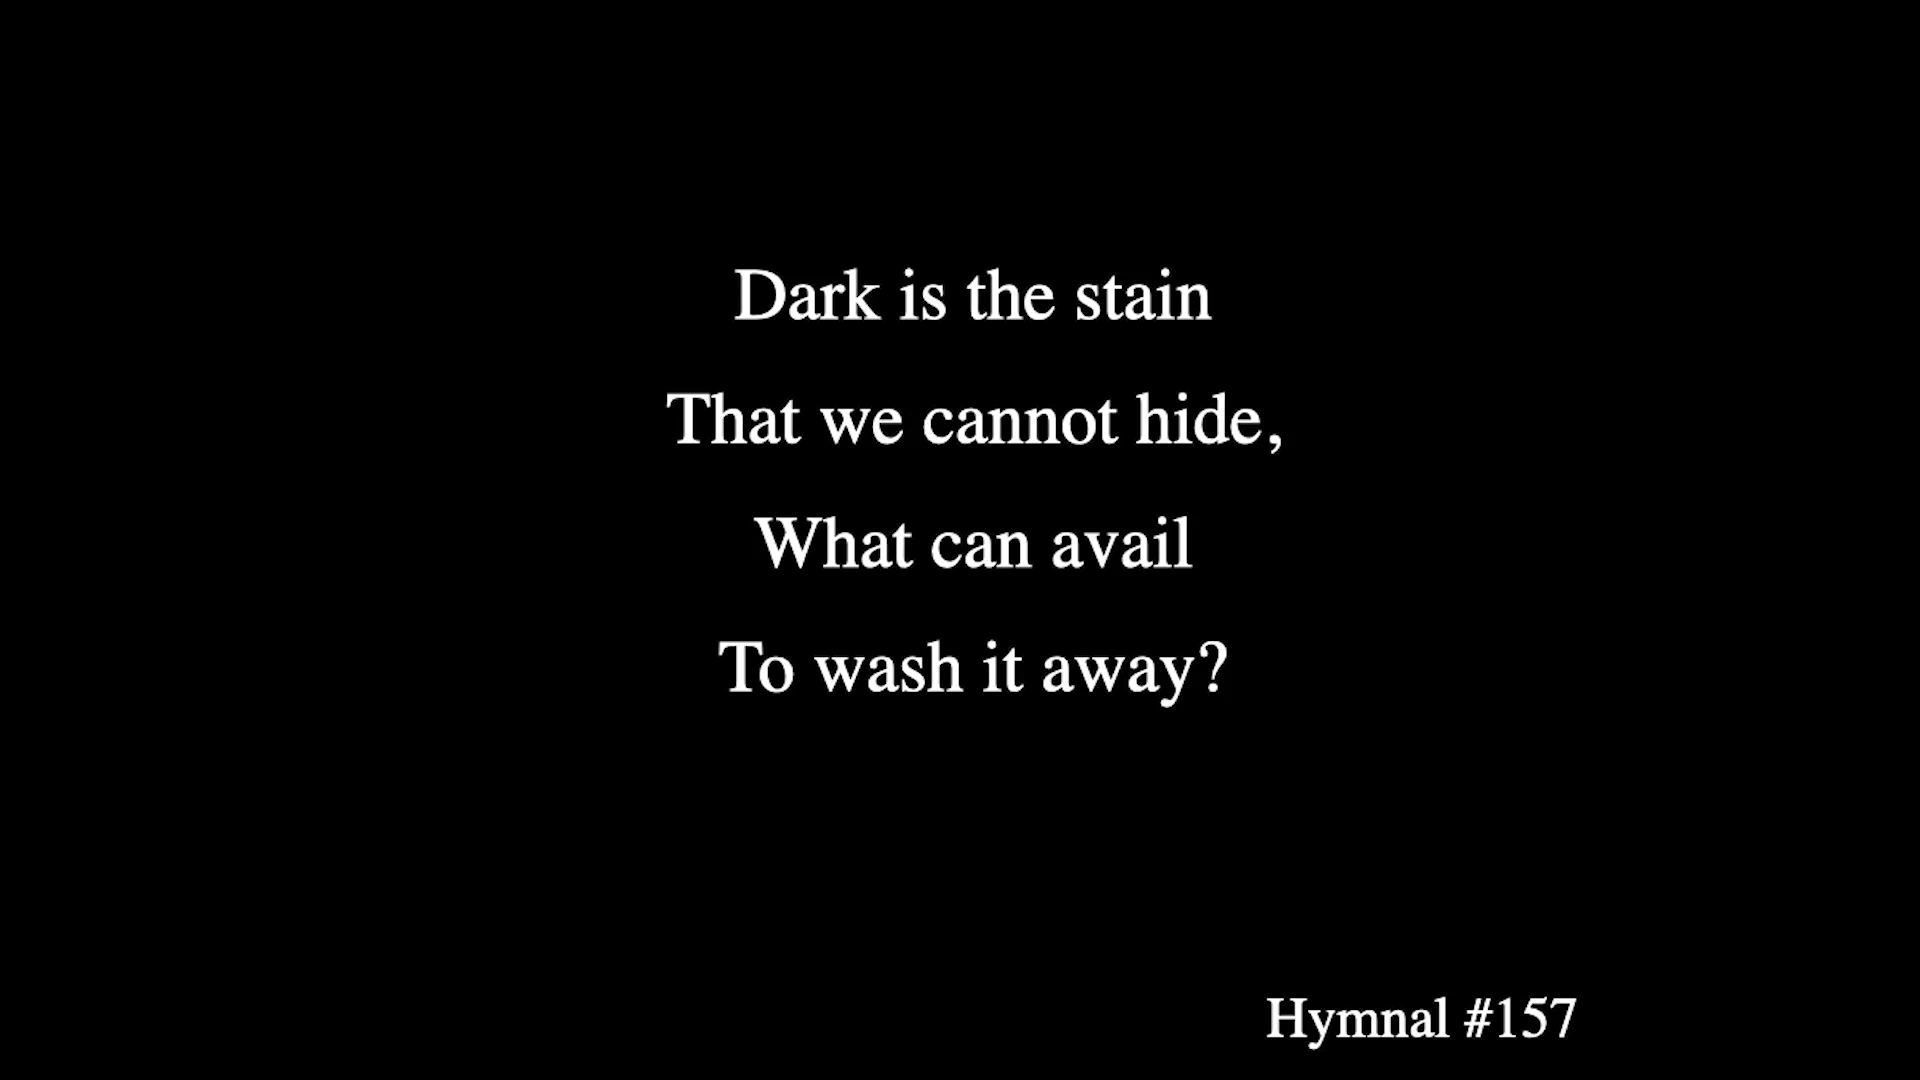 Dark is the stain
That we cannot hide,
What can avail
To wash it away?
Hymnal #157